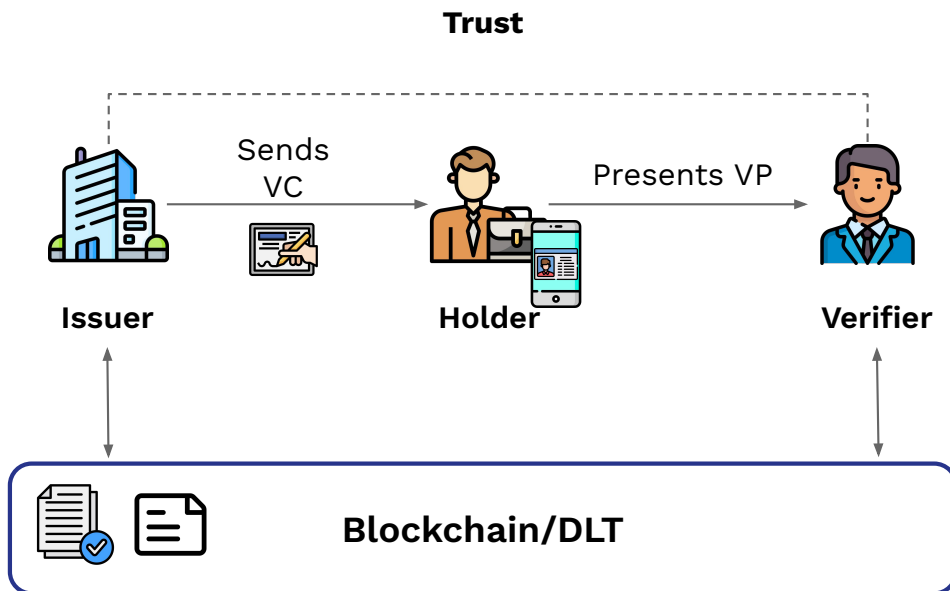 Trust
Sends
VC
Presents VP
Issuer
Holder
Verifier
Blockchain/DLT